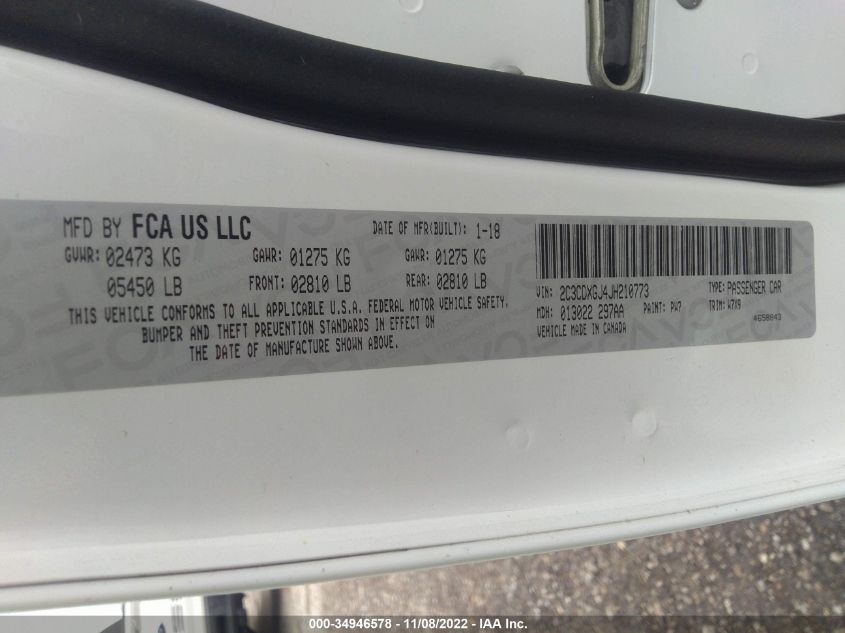 MFD BY FCA US LLC DATE OF MFR(BUILT): 1-18
GVWR: 02473 KG GAWR: 01275 KG GAWR: 01275 KG
05450 LB FRONT: 02810 LB REAR: 02810 LB
THIS VEHICLE CONFORMS TO ALL APPLICABLE U.S.A. FEDERAL MOTOR VEHICLE SAFETY,
BUMPER AND THEFT PREVENTION STANDARDS IN EFFECT ON
THE DATE OF MANUFACTURE SHOWN ABOVE.
VIN: 2C3CDXGJ4JH210773 TYPE: PASSENGER CAR
MDH: 013022 297AA PAINT: PW7 TRIM: A7X9
VEHICLE MADE IN CANADA 4658843
000-34946578 - 11/08/2022 - IAA Inc.